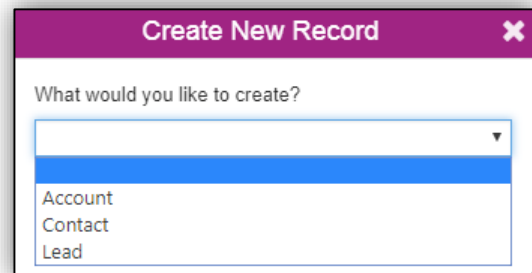 Create New Record
What would you like to create?
Account
Contact
Lead